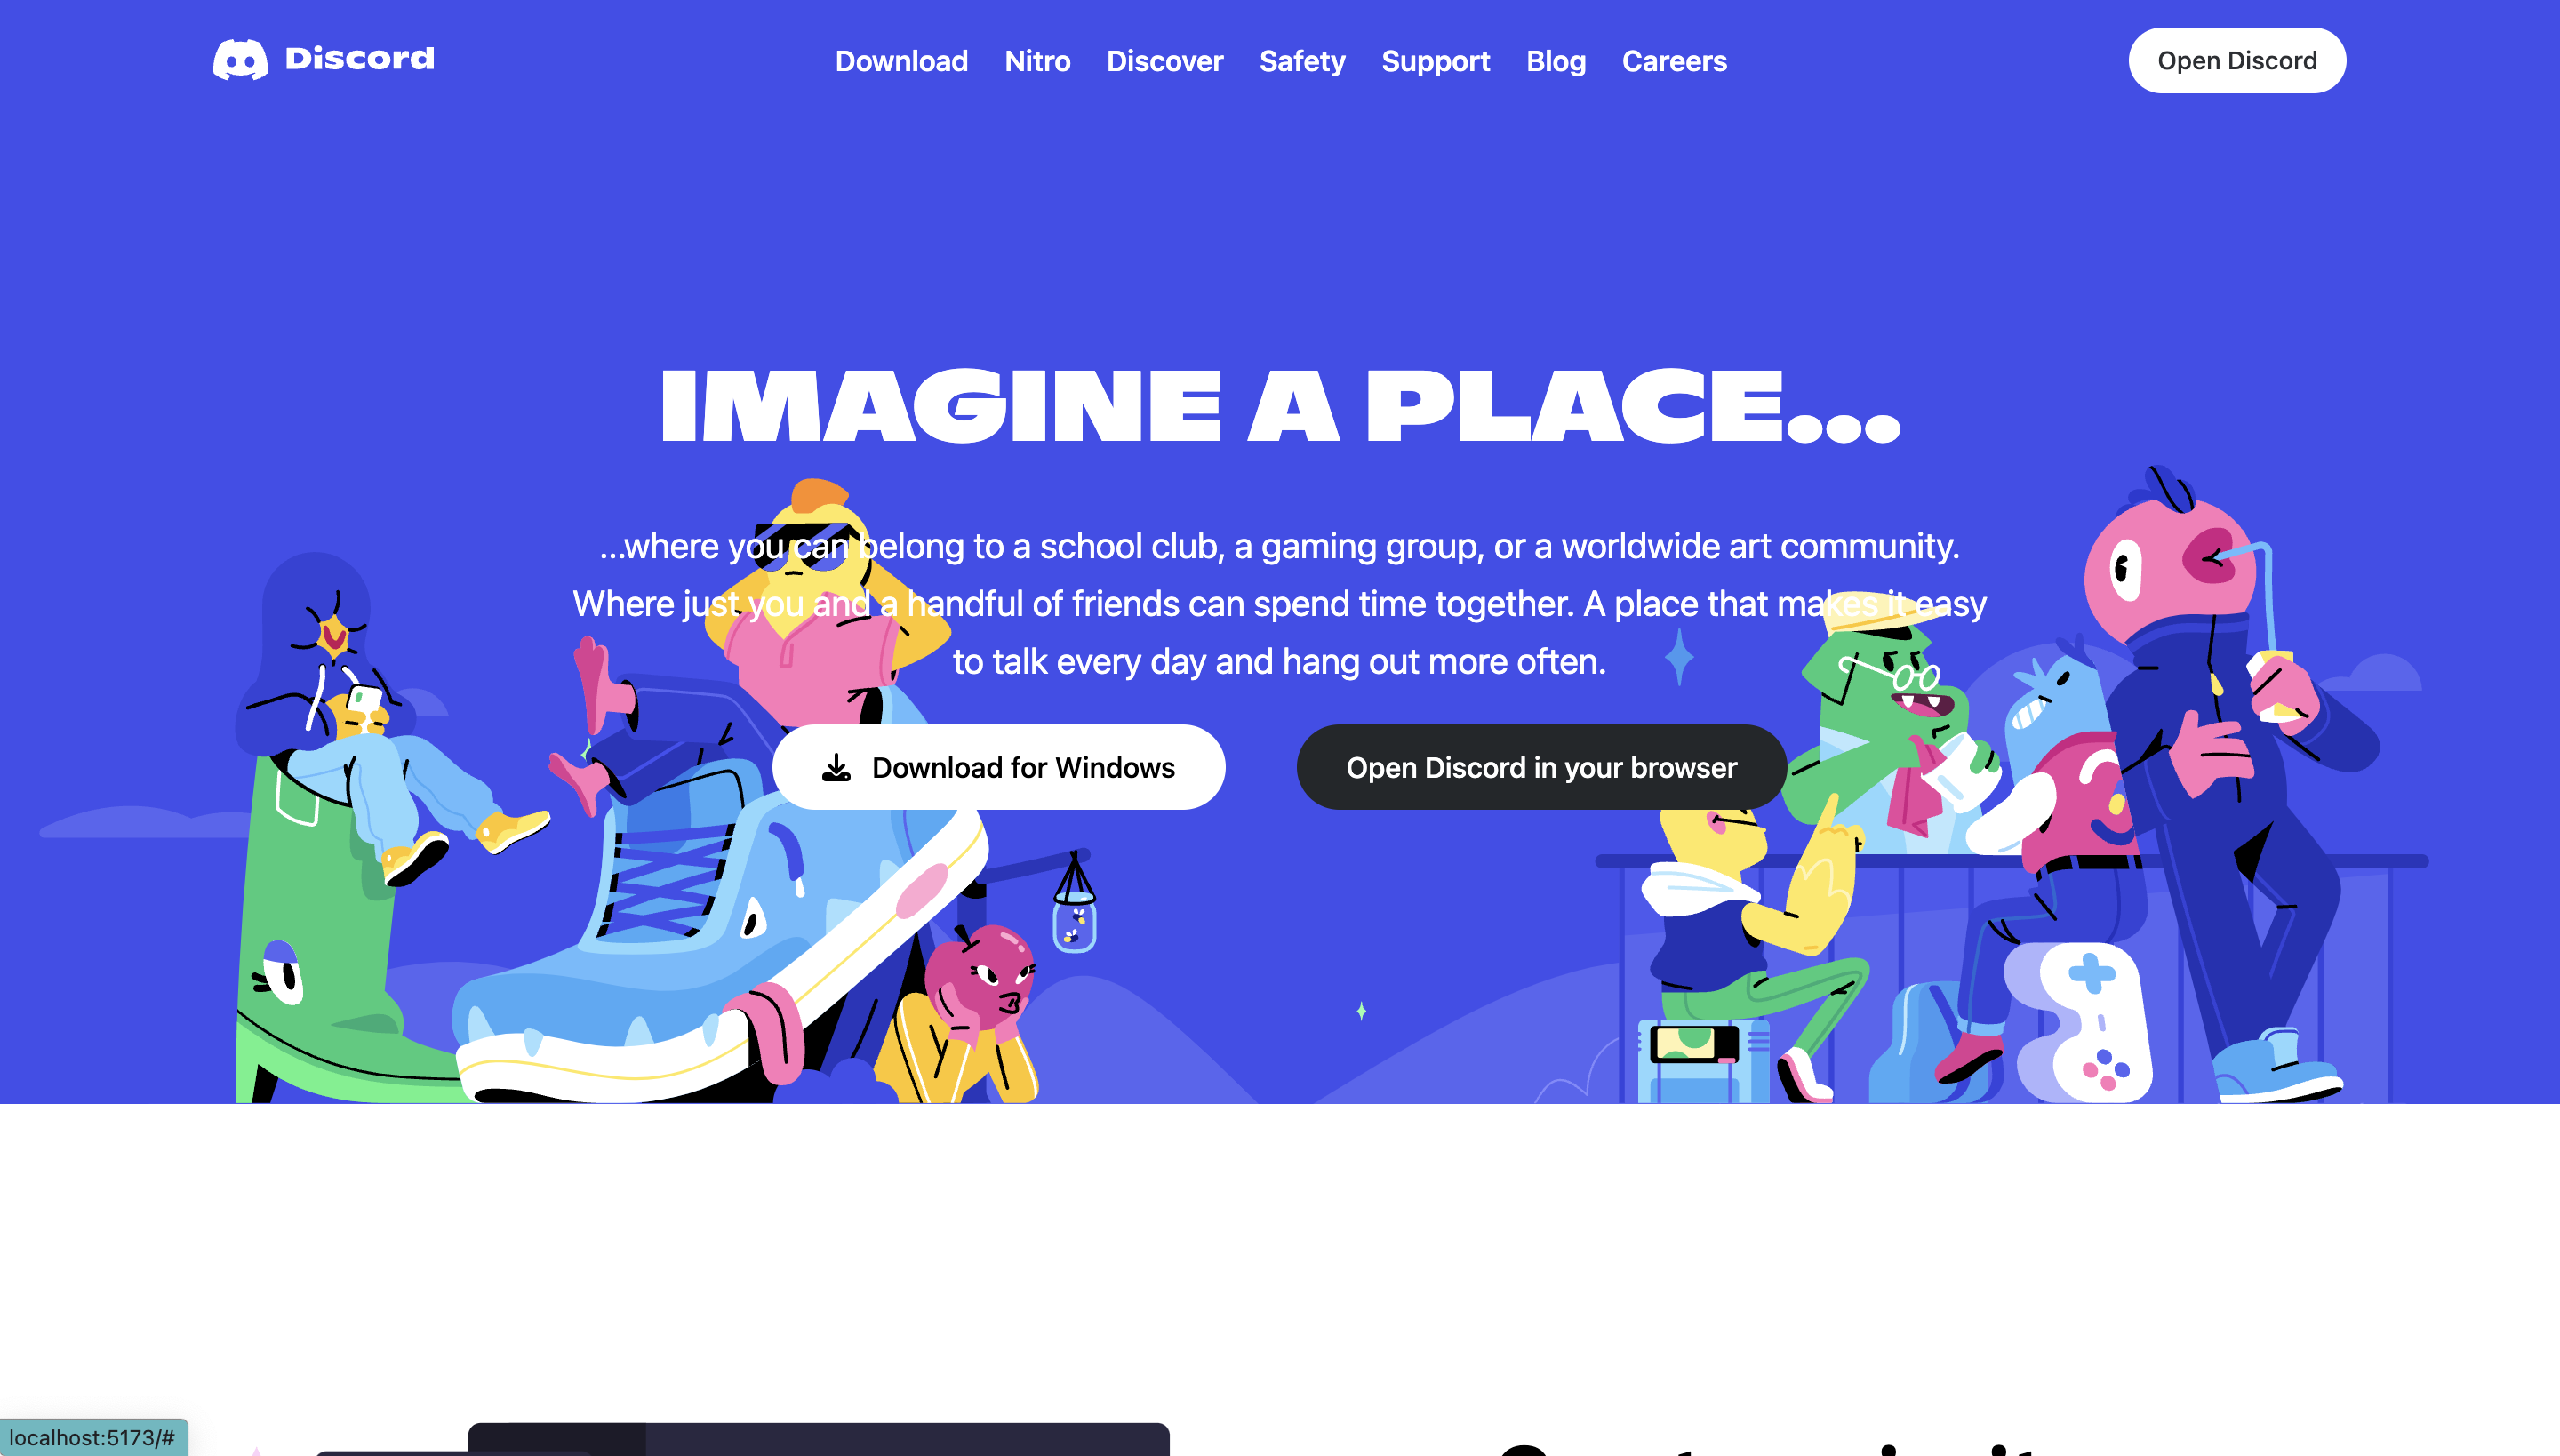 Discord
Download Nitro Discover Safety Support Blog Careers
Open Discord
IMAGINE A PLACE...
...where you can belong to a school club, a gaming group, or a worldwide art community.
Where just you and a handful of friends can spend time together. A place that makes it easy
to talk every day and hang out more often.
Download for Windows
Open Discord in your browser
localhost:5173/#